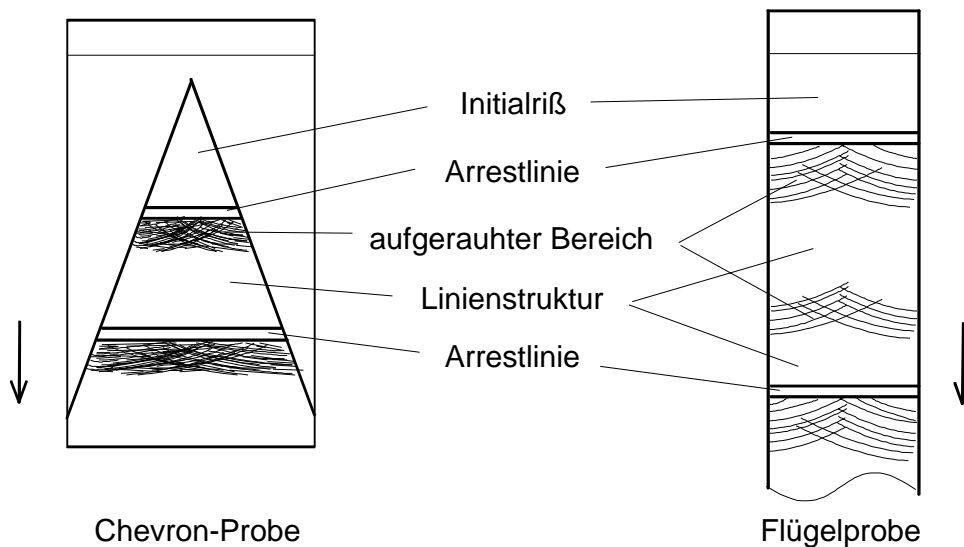 Initialriß
Arrestlinie
aufgerauhter Bereich
Linienstruktur
Arrestlinie
Chevron-Probe
Flügelprobe